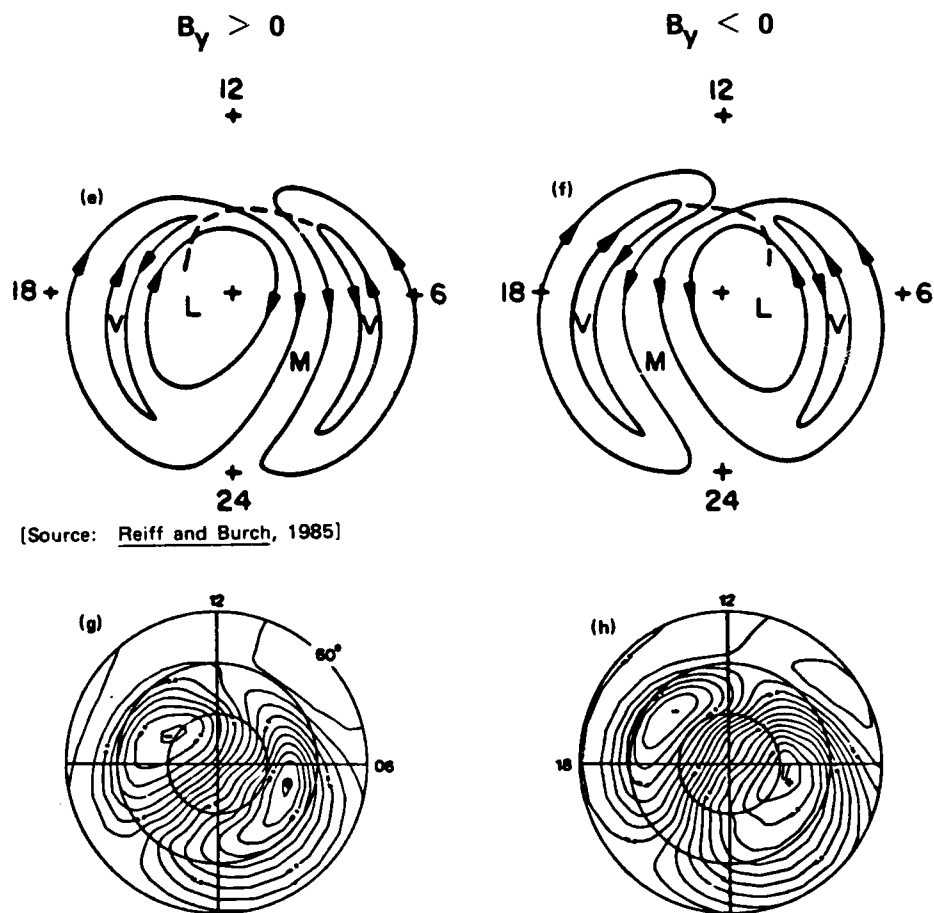 B_y > 0
B_y < 0
12
12
(e)
(f)
18
6
18
6
L
V
V
M
V
M
L
V
24
24
[Source: Reiff and Burch, 1985]
(g)
12
60°
06
(h)
12
18